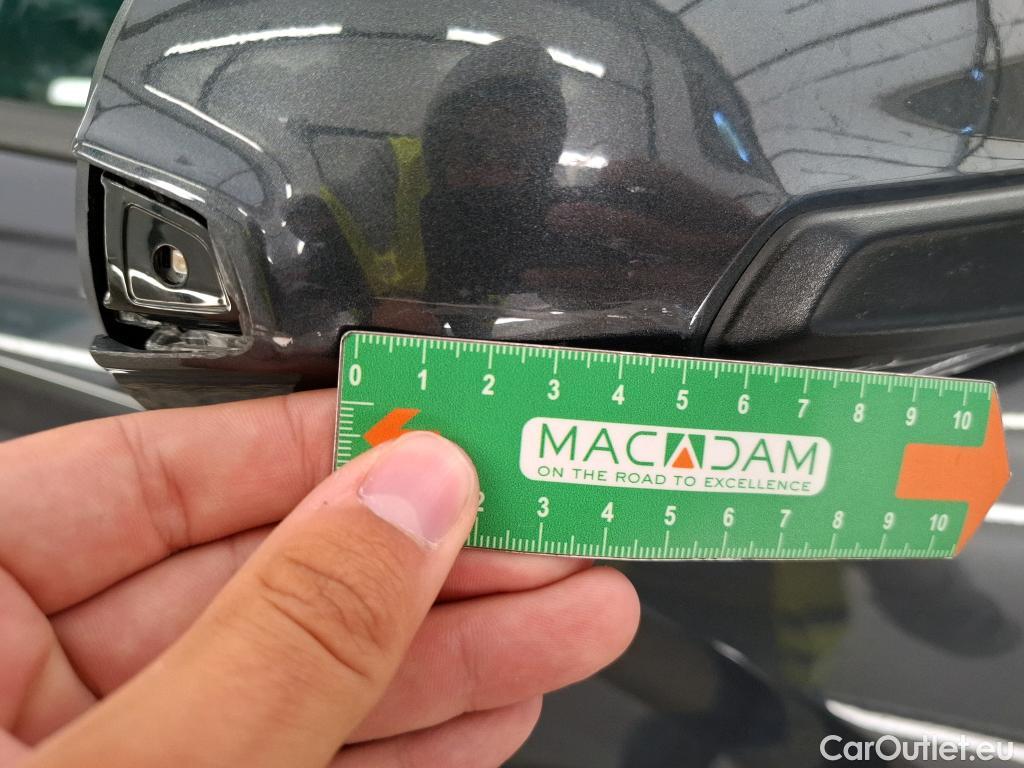 0 1 2 3 4 5 6 7 8 9 10
MACADAM
ON THE ROAD TO EXCELLENCE
2 3 4 5 6 7 8 9 10
CarOutlet.eu